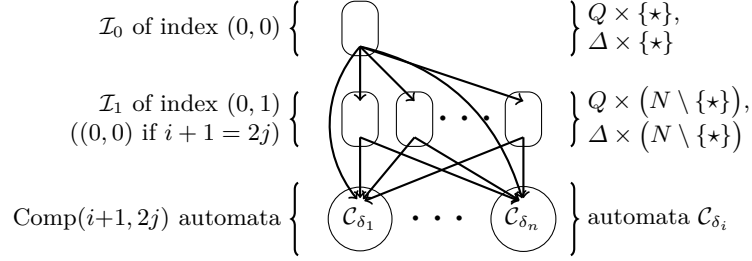 𝓘₀ of index (0, 0) { } Q × {⋆},
Δ × {⋆}
𝓘₁ of index (0, 1) { } Q × (N \ {⋆}),
((0, 0) if i + 1 = 2j) Δ × (N \ {⋆})
· · ·
Comp(i+1, 2j) automata { 𝒞_{δ₁} · · · 𝒞_{δₙ} } automata 𝒞_{δᵢ}